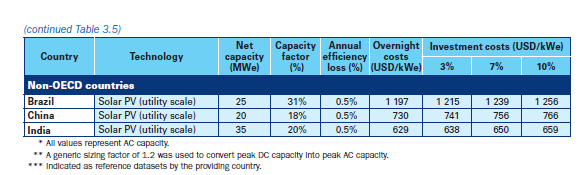 (continued Table 3.5)
Country Technology Net capacity (MWe) Capacity factor (%) Annual efficiency loss (%) Overnight costs (USD/kWe) Investment costs (USD/kWe)
3% 7% 10%
Non-OECD countries
Brazil Solar PV (utility scale) 25 31% 0.5% 1 197 1 215 1 239 1 256
China Solar PV (utility scale) 20 18% 0.5% 730 741 756 766
India Solar PV (utility scale) 35 20% 0.5% 629 638 650 659
* All values represent AC capacity.
** A generic sizing factor of 1.2 was used to convert peak DC capacity into peak AC capacity.
*** Indicated as reference datasets by the providing country.